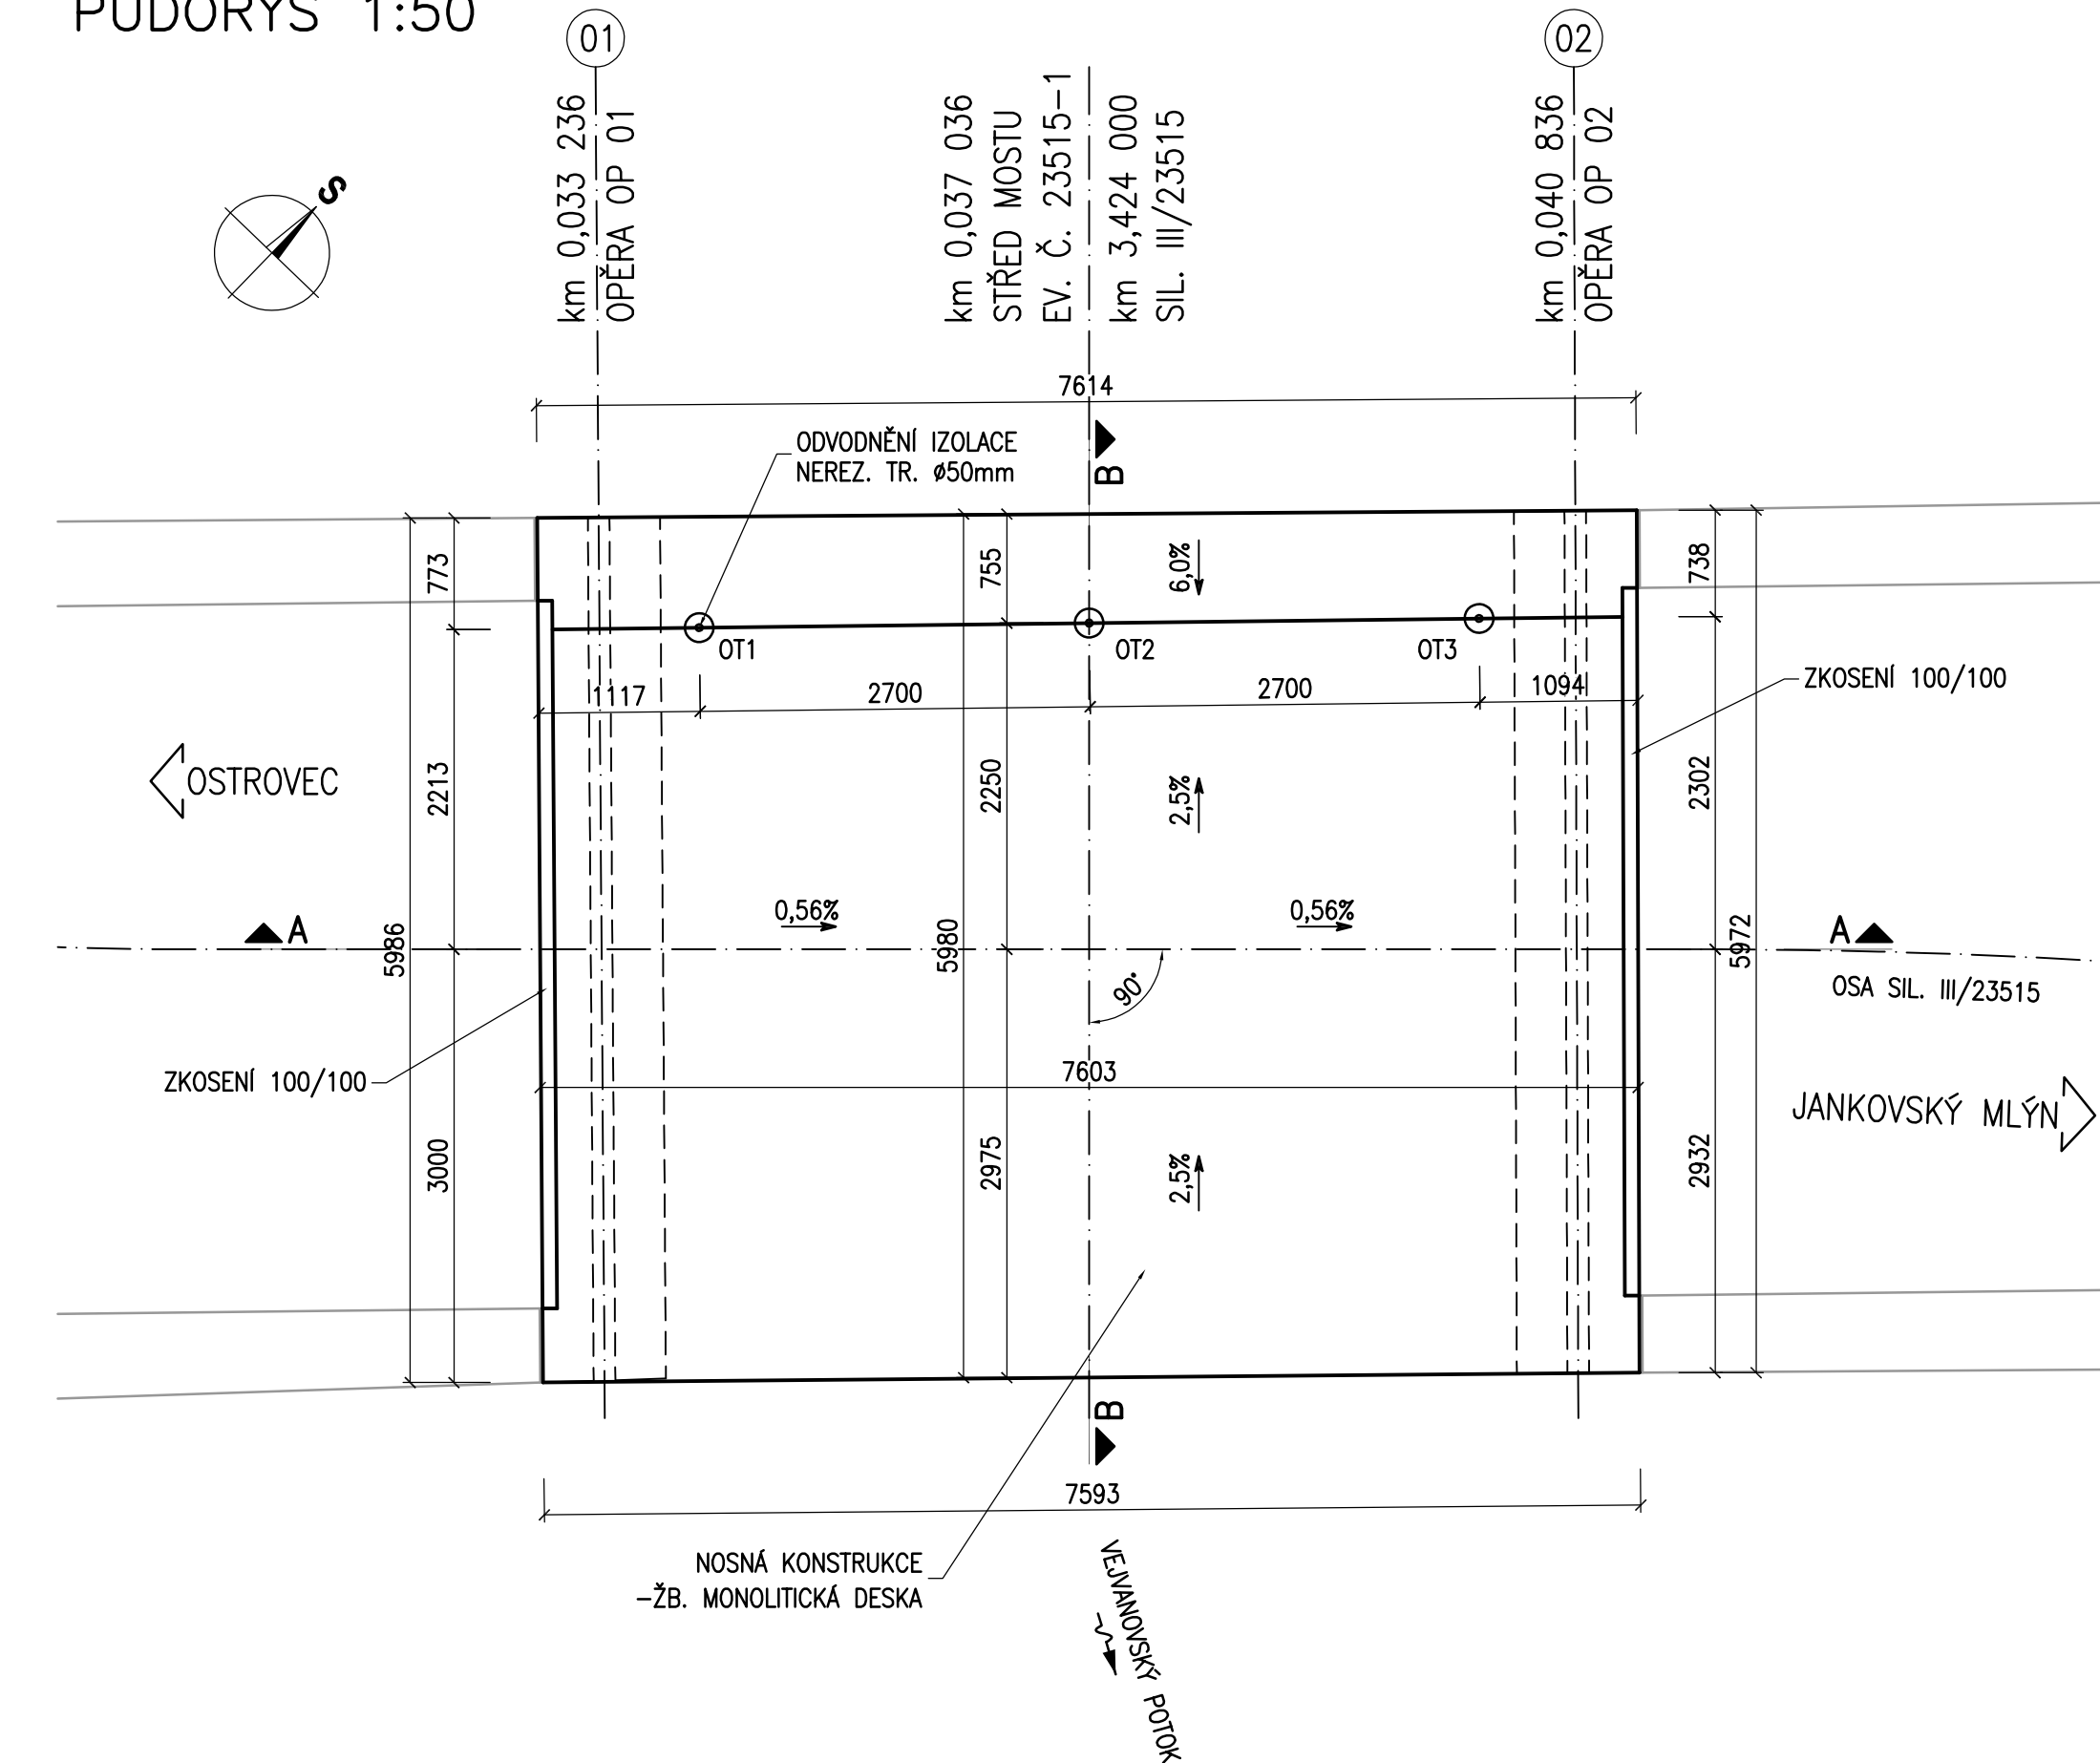 PŮDORYS 1:50
01
02
km 0,033 236
OPĚRA OP 01
km 0,037 036
STŘED MOSTU
EV. Č. 23515-1
km 3,424 000
SIL. III/23515
km 0,040 836
OPĚRA OP 02
S
7614
ODVODNĚNÍ IZOLACE
NEREZ. TR. ø50mm
B
773
755
6,0%
738
OT1
OT2
OT3
1117
2700
2700
1094
ZKOSENÍ 100/100
OSTROVEC
2213
2250
2,5%
2302
0,56%
0,56%
A
A
5986
5980
5972
90°
OSA SIL. III/23515
ZKOSENÍ 100/100
7603
JANKOVSKÝ MLÝN
3000
2975
2,5%
2932
B
7593
NOSNÁ KONSTRUKCE
-ŽB. MONOLITICKÁ DESKA
VEJVANOVSKÝ POTOK